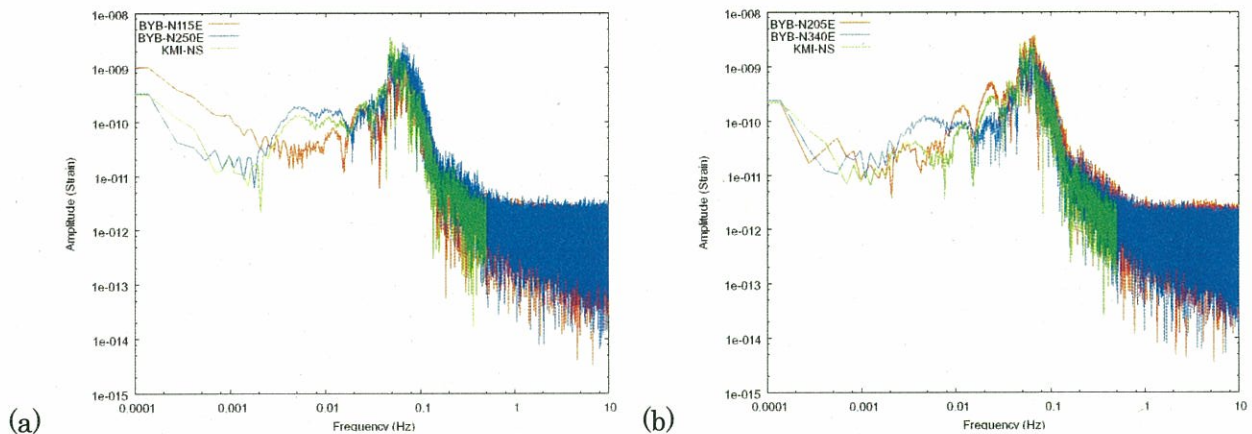 BYB-N115E
BYB-N250E
KMI-NS
Amplitude (Strain)
1e-008
1e-009
1e-010
1e-011
1e-012
1e-013
1e-014
1e-015
0.0001
0.001
0.01
0.1
1
10
Frequency (Hz)
(a)
BYB-N205E
BYB-N340E
KMI-NS
Amplitude (Strain)
1e-008
1e-009
1e-010
1e-011
1e-012
1e-013
1e-014
1e-015
0.0001
0.001
0.01
0.1
1
10
Frequency (Hz)
(b)